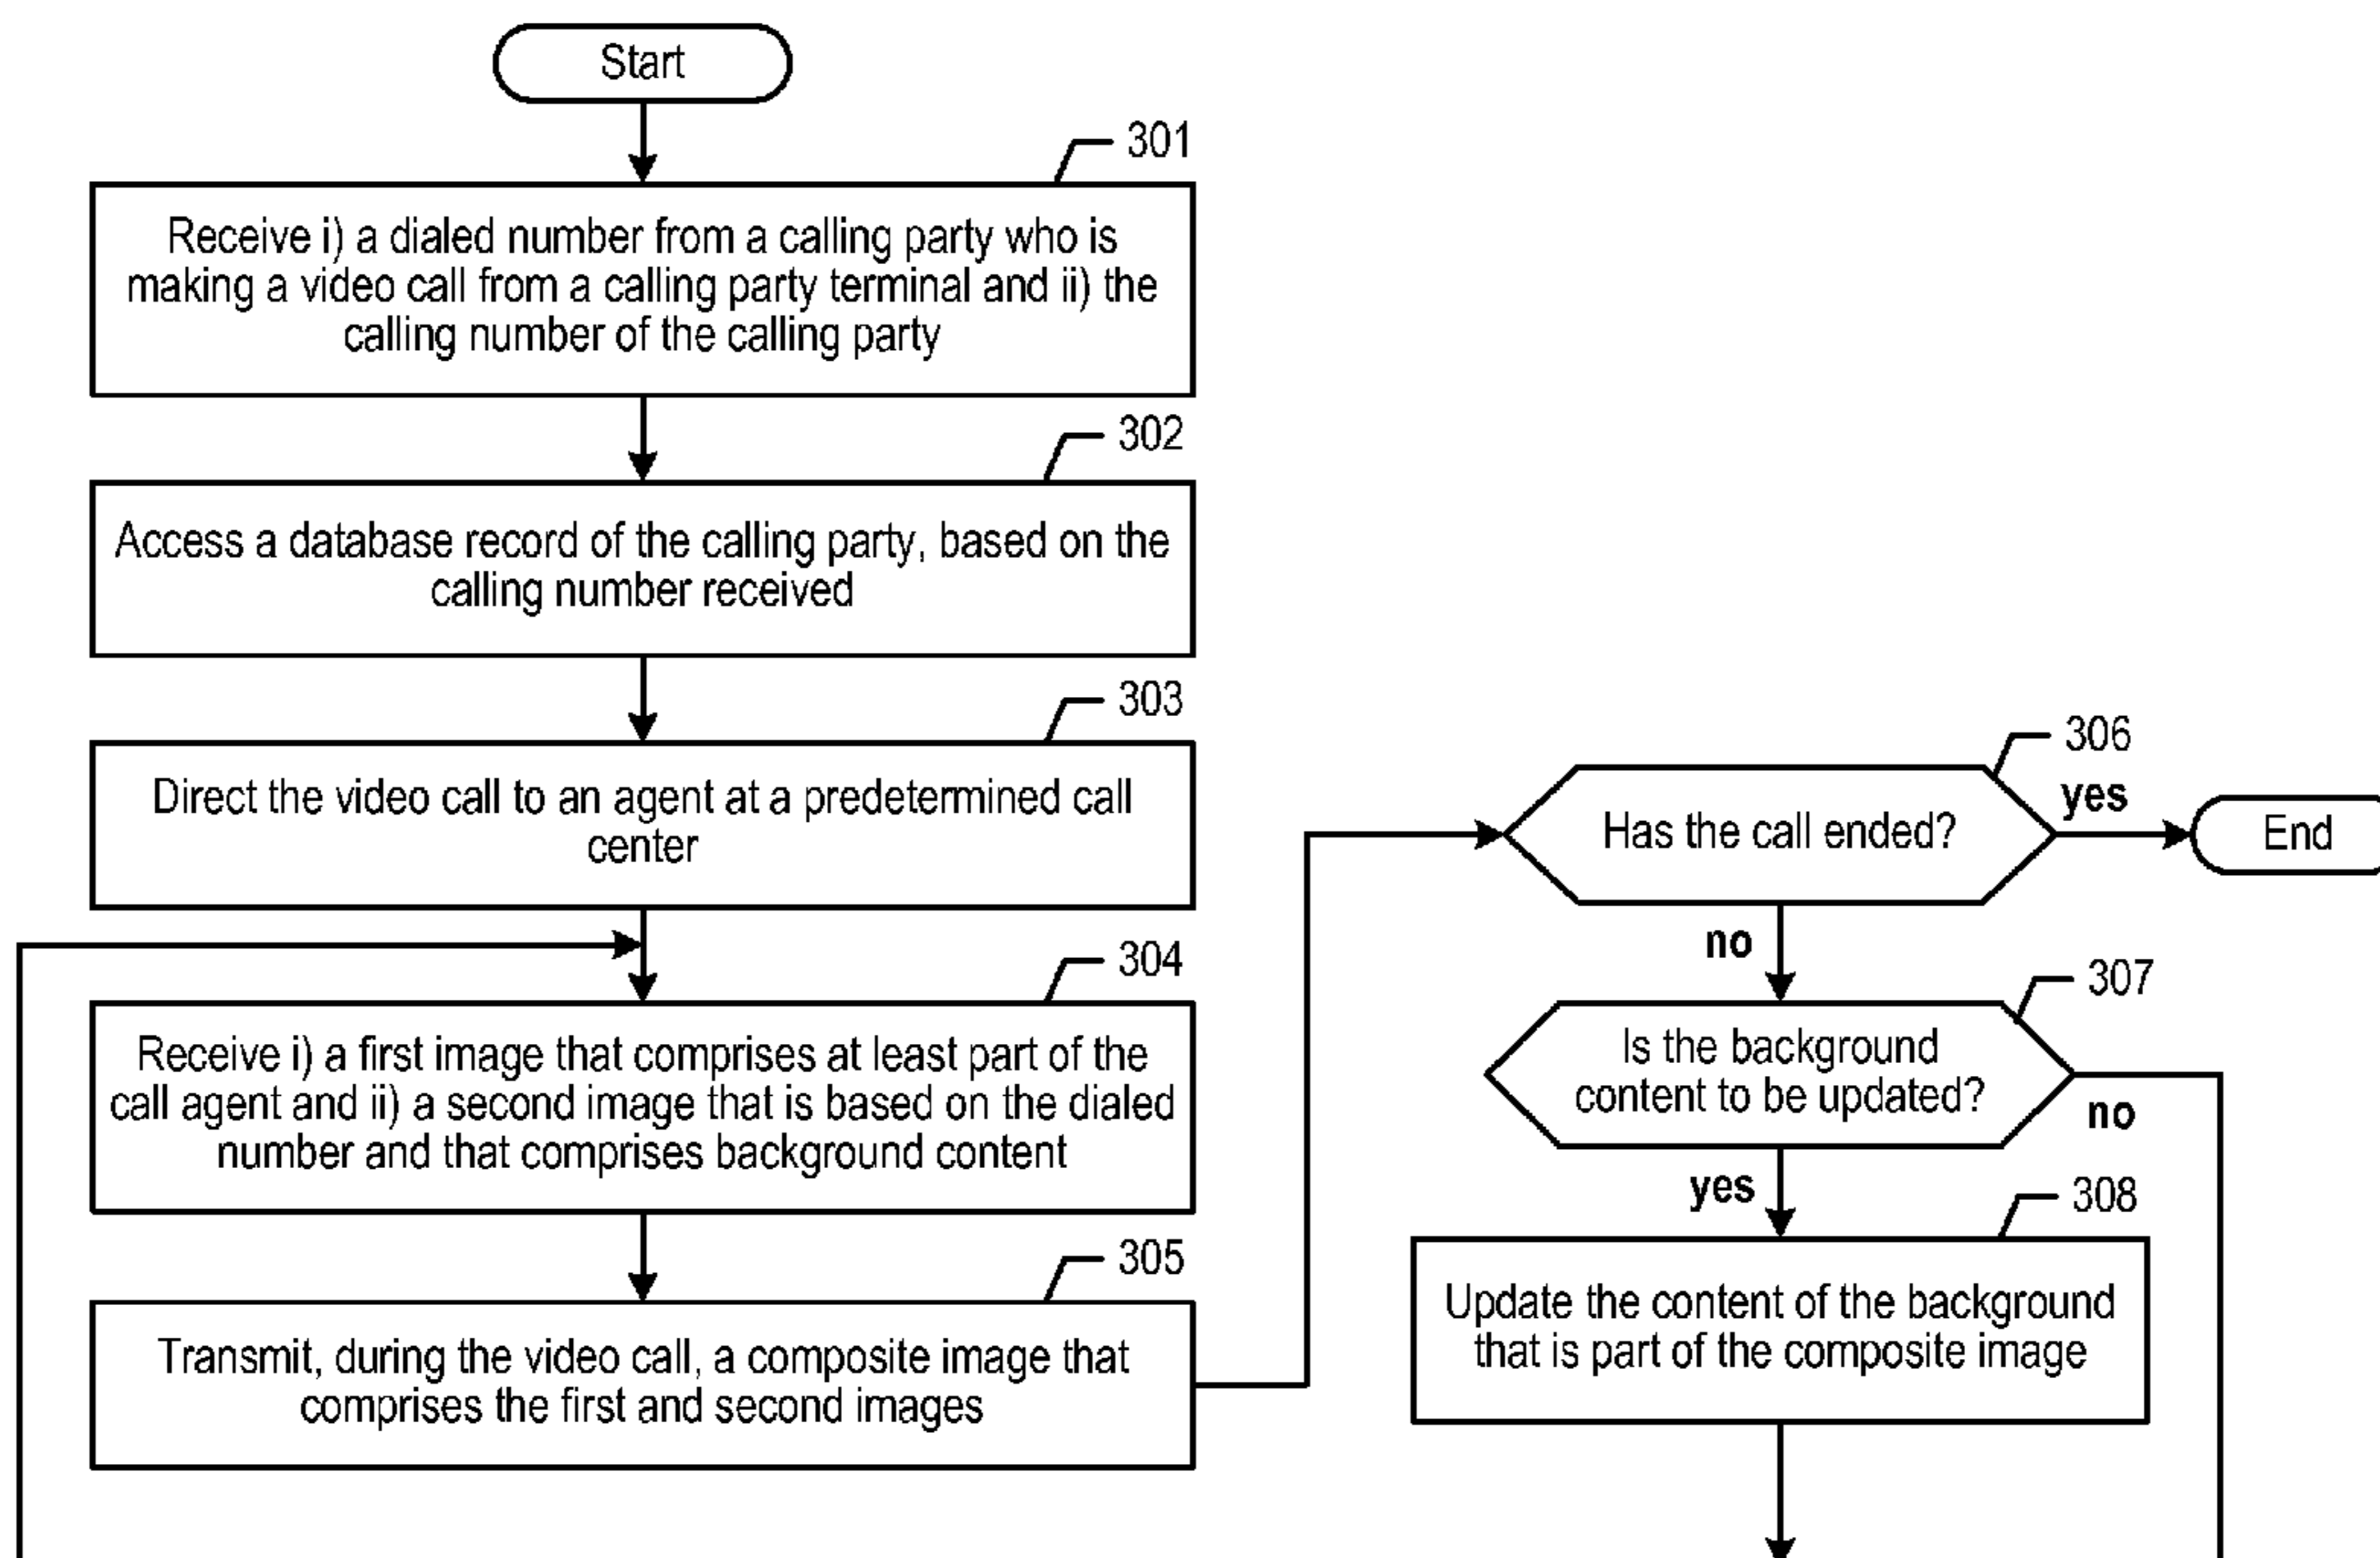 Start
301
Receive i) a dialed number from a calling party who is
making a video call from a calling party terminal and ii) the
calling number of the calling party
302
Access a database record of the calling party, based on the
calling number received
303
Direct the video call to an agent at a predetermined call
center
304
Receive i) a first image that comprises at least part of the
call agent and ii) a second image that is based on the dialed
number and that comprises background content
305
Transmit, during the video call, a composite image that
comprises the first and second images
306
Has the call ended?
yes
End
no
307
Is the background
content to be updated?
no
yes
308
Update the content of the background
that is part of the composite image